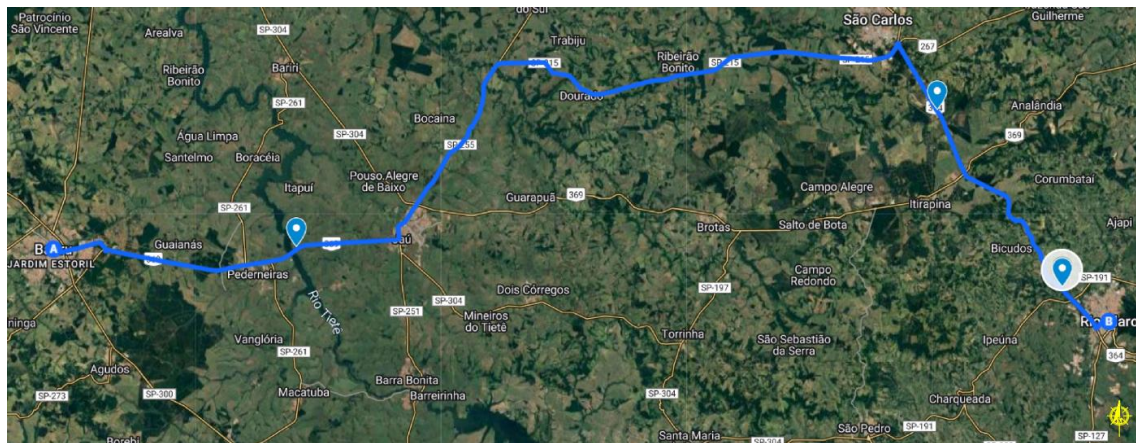 Patrocínio
São Vincente
Arealva
SP-304
do Sul
Trabiju
São Carlos
Guilherme
267
Ribeirão
Bonito
Bariri
SP-261
Ribeirão
Bonito
SP-215
Dourado
Analândia
369
Água Limpa
Santelmo
Boracéia
SP-304
Bocaina
SP-255
Pouso Alegre
de Baixo
Itapuí
Guarapuã
369
Campo Alegre
Itirapina
Corumbataí
SP-261
Brotas
Salto de Bota
Ajapi
A
JARDIM ESTORIL
Guaianás
Pederneiras
Jaú
Bicudos
Campo
Redondo
SP-191
Rio Tietê
SP-251
SP-304
Dois Córregos
SP-197
Mineiros
do Tietê
B
Vanglória
SP-261
Torrinha
São Sebastião
da Serra
Ipeúna
364
Agudos
SP-300
SP-273
Macatuba
Barra Bonita
Barreirinha
SP-304
Charqueada
Borebi
Santa Maria
SP-304
São Pedro
SP-191
SP-127